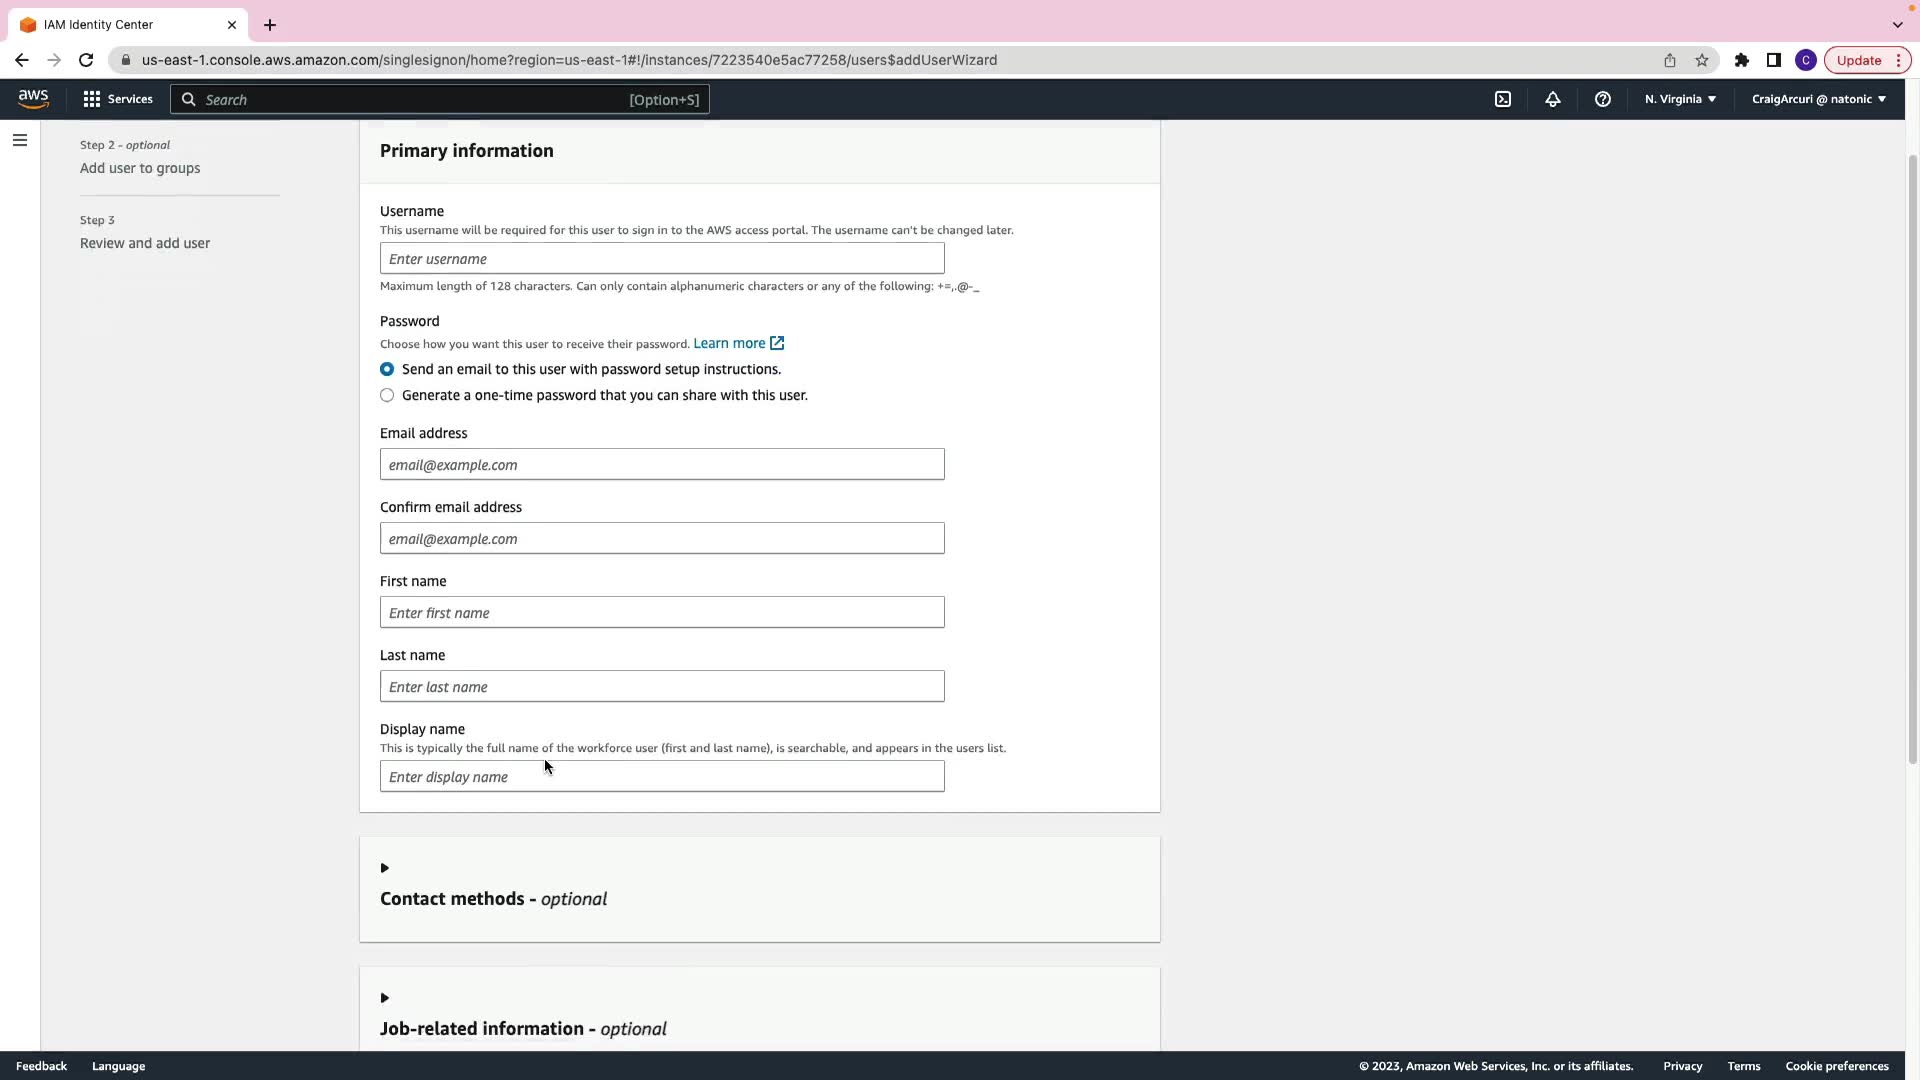 IAM Identity Center
us-east-1.console.aws.amazon.com/singlesignon/home?region=us-east-1#!/instances/7223540e5ac77258/users$addUserWizard
C
Update
aws
Services
Search
[Option+S]
N. Virginia
CraigArcuri @ natonic
Step 2 - optional
Add user to groups
Step 3
Review and add user
Primary information
Username
This username will be required for this user to sign in to the AWS access portal. The username can't be changed later.
Enter username
Maximum length of 128 characters. Can only contain alphanumeric characters or any of the following: +=,.@-_
Password
Choose how you want this user to receive their password. Learn more
Send an email to this user with password setup instructions.
Generate a one-time password that you can share with this user.
Email address
email@example.com
Confirm email address
email@example.com
First name
Enter first name
Last name
Enter last name
Display name
This is typically the full name of the workforce user (first and last name), is searchable, and appears in the users list.
Enter display name
Contact methods - optional
Job-related information - optional
Feedback
Language
© 2023, Amazon Web Services, Inc. or its affiliates.
Privacy
Terms
Cookie preferences